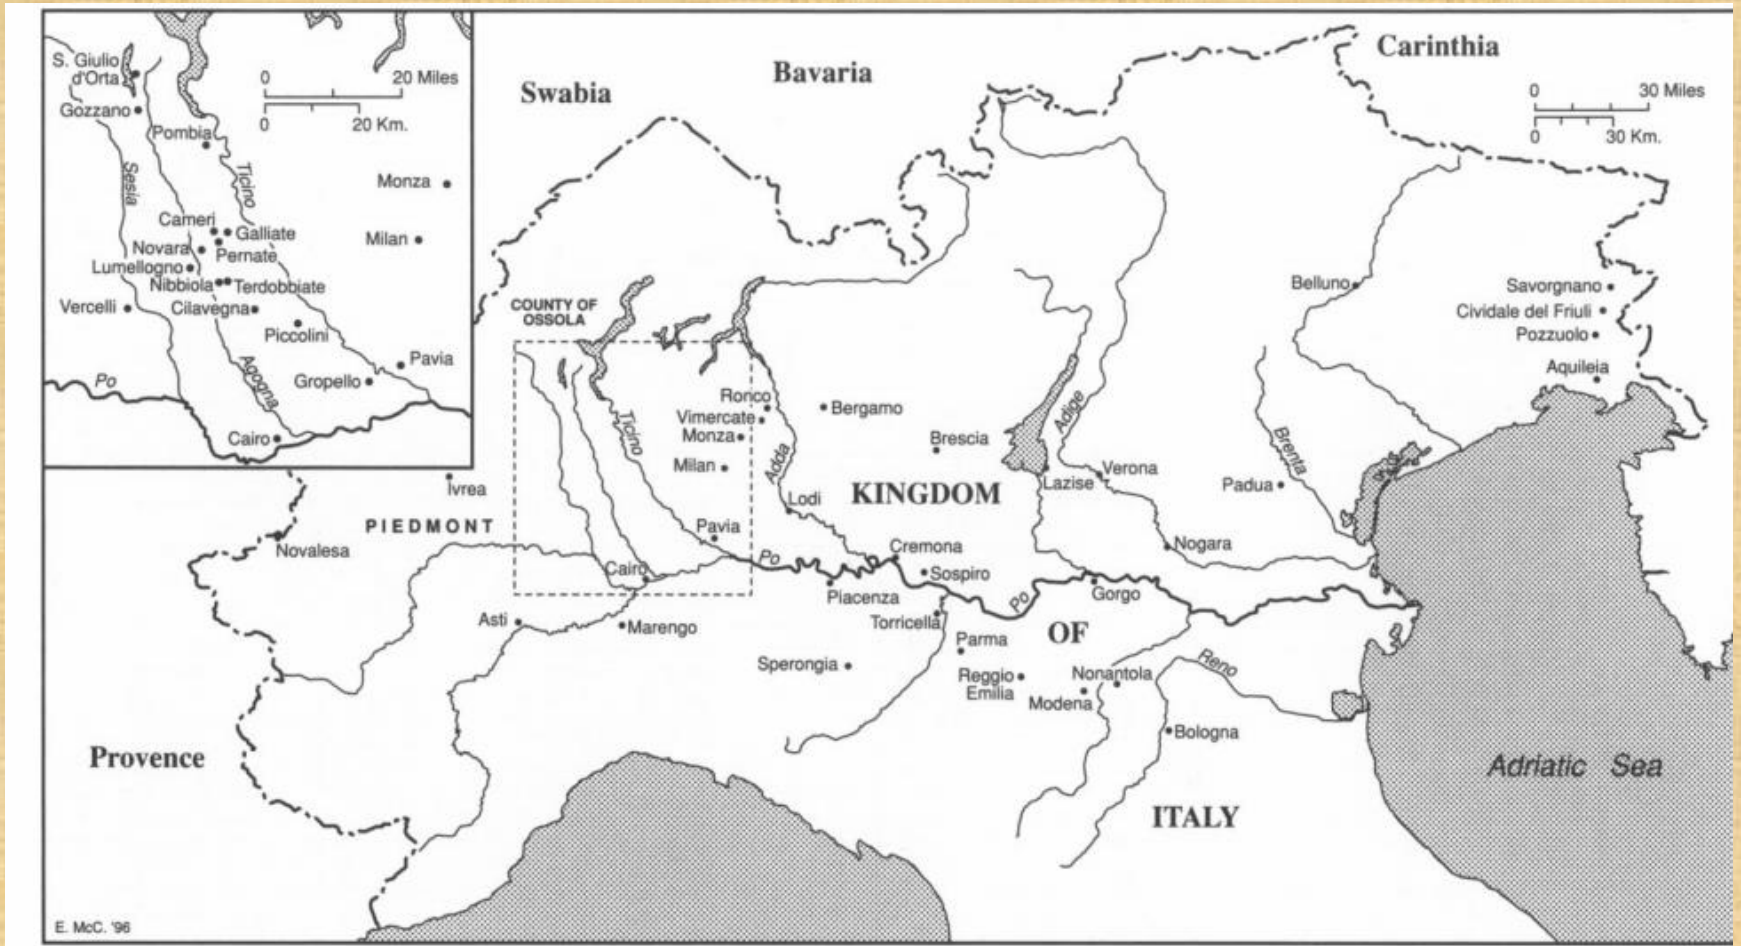 S. Giulio
d'Orta
Gozzano
Pombia
0 20 Miles
0 20 Km.
Sesia
Ticino
Monza
Cameri
Galliate
Milan
Novara
Pernate
Lumellogno
Nibbiola
Terdobbiate
Vercelli
Cilavegna
Piccolini
Pavia
Agogna
Gropello
Po
Cairo
Swabia
Bavaria
Carinthia
0 30 Miles
0 30 Km.
COUNTY OF
OSSOLA
Belluno
Savorgnano
Cividale del Friuli
Pozzuolo
Aquileia
Ronco
Vimercate
Monza
Milan
Ticino
Adda
Bergamo
Brescia
Adige
Lazise
Verona
Brenta
Padua
Ivrea
PIEDMONT
Novalesa
Lodi
KINGDOM
Pavia
Po
Cremona
Sospiro
Nogara
Cairo
Piacenza
Po
Gorgo
Asti
Marengo
Torricella
OF
Parma
Sperongia
Reggio
Emilia
Nonantola
Modena
Reno
Bologna
Provence
ITALY
Adriatic Sea
E. McC. '96